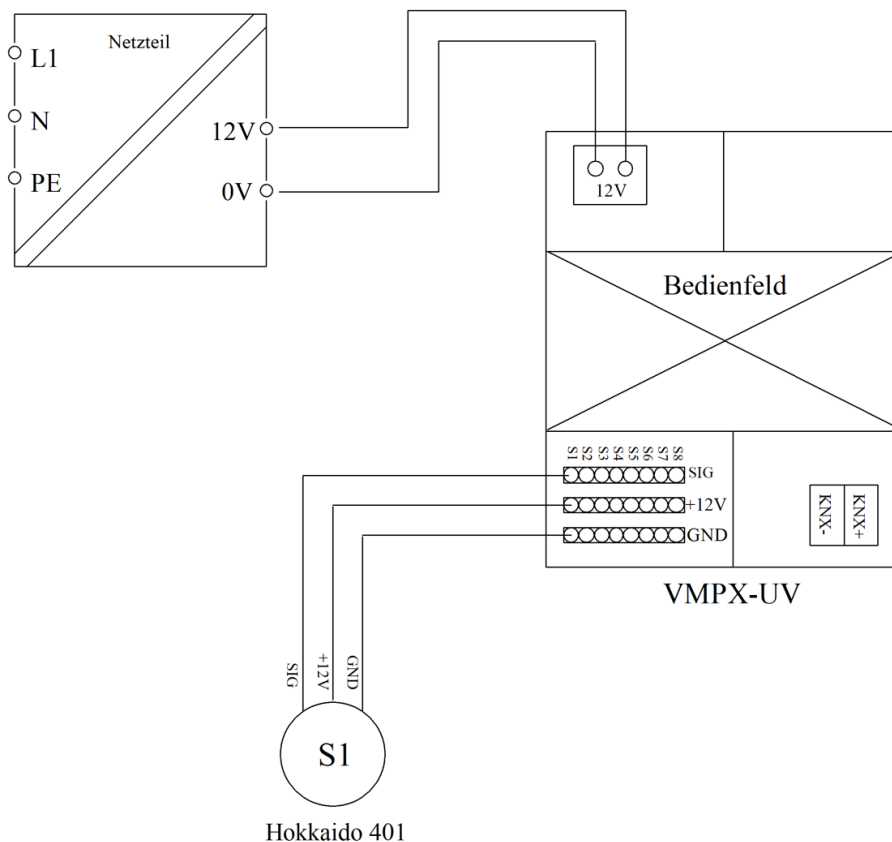 Netzteil
L1
N
PE
12V
0V
12V
Bedienfeld
S1 S2 S3 S4 S5 S6 S7 S8
SIG
+12V
GND
KNX- KNX+
VMPX-UV
SIG +12V GND
S1
Hokkaido 401